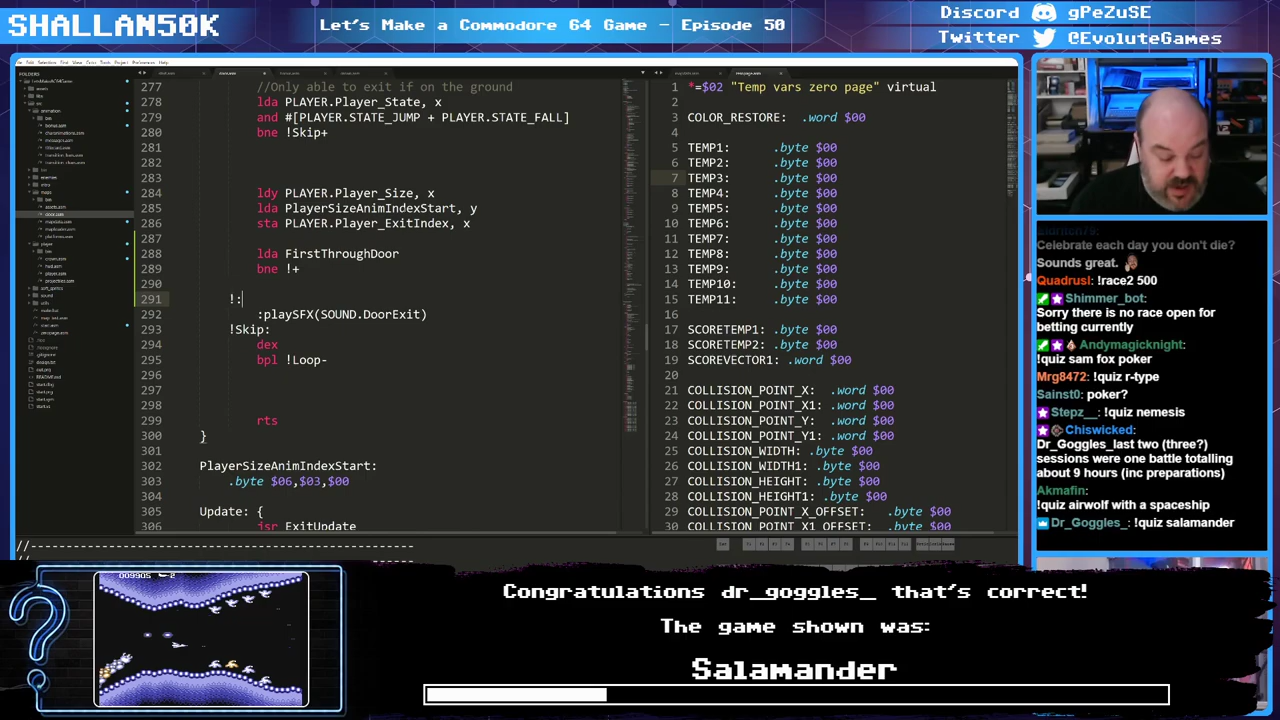 SHALLAN50K
Let's Make a Commodore 64 Game - Episode 50
Discord gPeZuSE
Twitter @EvoluteGames
FOLDERS
277 //Only able to exit if on the ground
278 lda PLAYER.Player_State, x
279 and #[PLAYER.STATE_JUMP + PLAYER.STATE_FALL]
280 bne !Skip+
281
282
283
284 ldy PLAYER.Player_Size, x
285 lda PlayerSizeAnimIndexStart, y
286 sta PLAYER.Player_ExitIndex, x
287
288 lda FirstThroughDoor
289 bne !+
290
291 !:
292 :playSFX(SOUND.DoorExit)
293 !Skip:
294 dex
295 bpl !Loop-
296
297
298
299 rts
300 }
301
302 PlayerSizeAnimIndexStart:
303 .byte $06,$03,$00
304
305 Update: {
306 jsr ExitUpdate
//----------------------------------------
1 *=$02 "Temp vars zero page" virtual
2
3 COLOR_RESTORE: .word $00
4
5 TEMP1: .byte $00
6 TEMP2: .byte $00
7 TEMP3: .byte $00
8 TEMP4: .byte $00
9 TEMP5: .byte $00
10 TEMP6: .byte $00
11 TEMP7: .byte $00
12 TEMP8: .byte $00
13 TEMP9: .byte $00
14 TEMP10: .byte $00
15 TEMP11: .byte $00
16
17 SCORETEMP1: .byte $00
18 SCORETEMP2: .byte $00
19 SCOREVECTOR1: .word $00
20
21 COLLISION_POINT_X: .word $00
22 COLLISION_POINT_X1: .word $00
23 COLLISION_POINT_Y: .word $00
24 COLLISION_POINT_Y1: .word $00
25 COLLISION_WIDTH: .byte $00
26 COLLISION_WIDTH1: .byte $00
27 COLLISION_HEIGHT: .byte $00
28 COLLISION_HEIGHT1: .byte $00
29 COLLISION_POINT_X_OFFSET: .byte $00
30 COLLISION_POINT_X1_OFFSET: .byte $00
Eldritch79:
Celebrate each day you don't die?
Sounds great.
Quadrusl: !race2 500
Shimmer_bot:
Sorry there is no race open for
betting currently
Andymagicknight:
!quiz sam fox poker
Mrg8472: !quiz r-type
Sainst0: poker?
Stepz__: !quiz nemesis
Chiswicked:
Dr_Goggles_last two (three?)
sessions were one battle totalling
about 9 hours (inc preparations)
Akmafin:
!quiz airwolf with a spaceship
Dr_Goggles_: !quiz salamander
?
009905 2
Congratulations dr_goggles_ that's correct!
The game shown was:
Salamander